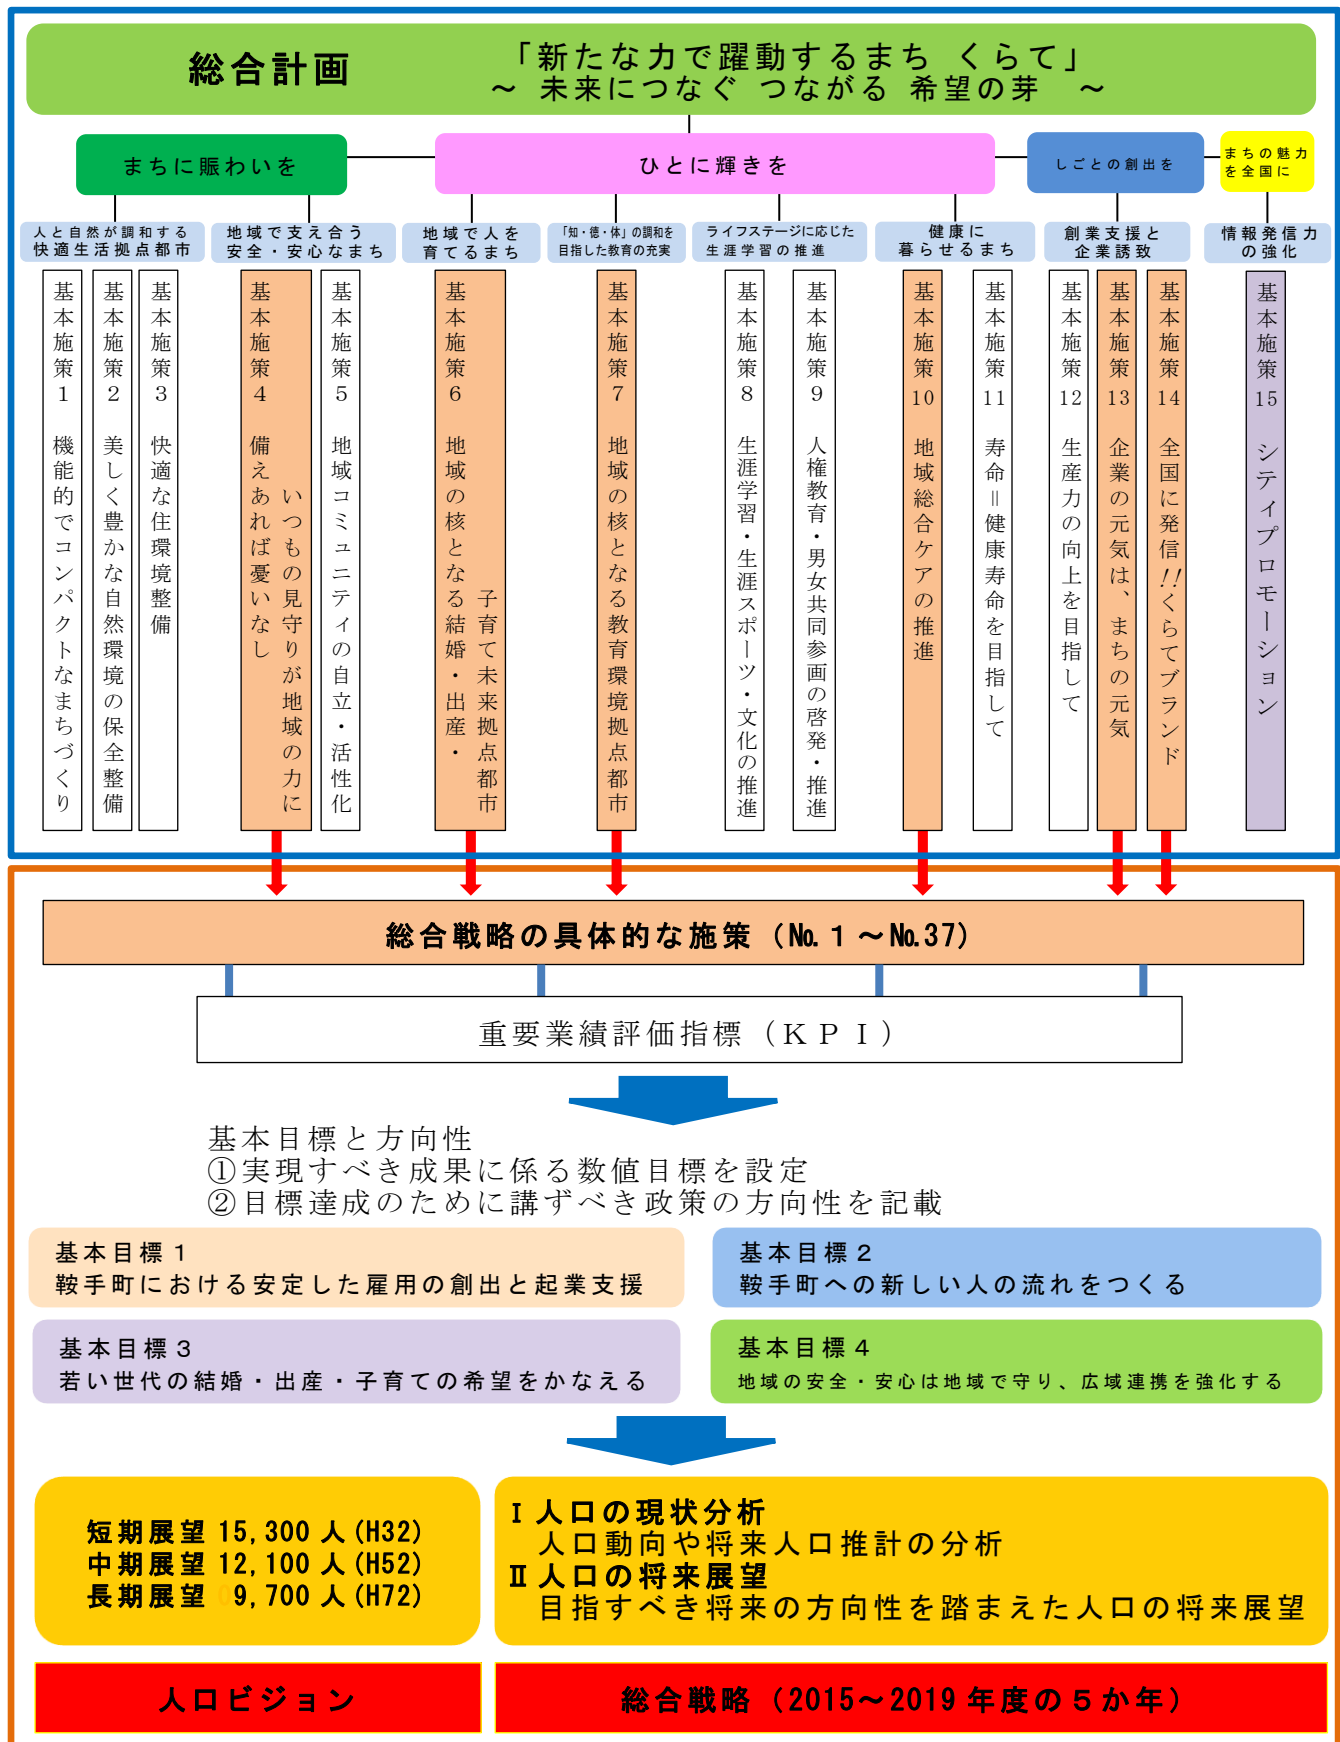 総合計画
「新たな力で躍動するまち くらて」
～ 未来につなぐ つながる 希望の芽 ～
まちに賑わいを
ひとに輝きを
しごとの創出を
まちの魅力
を全国に
人と自然が調和する
快適生活拠点都市
地域で支え合う
安全・安心なまち
地域で人を
育てるまち
「知・徳・体」の調和を
目指した教育の充実
ライフステージに応じた
生涯学習の推進
健康に
暮らせるまち
創業支援と
企業誘致
情報発信力
の強化
基本施策1 機能的でコンパクトなまちづくり
基本施策2 美しく豊かな自然環境の保全整備
基本施策3 快適な住環境整備
基本施策4 備えあれば憂いなし
いつもの見守りが地域の力に
基本施策5 地域コミュニティの自立・活性化
基本施策6 地域の核となる結婚・出産・
子育て未来拠点都市
基本施策7 地域の核となる教育環境拠点都市
基本施策8 生涯学習・生涯スポーツ・文化の推進
基本施策9 人権教育・男女共同参画の啓発・推進
基本施策10 地域総合ケアの推進
基本施策11 寿命＝健康寿命を目指して
基本施策12 生産力の向上を目指して
基本施策13 企業の元気は、まちの元気
基本施策14 全国に発信!!くらてブランド
基本施策15 シティプロモーション
総合戦略の具体的な施策（№.1～№.37）
重要業績評価指標（ＫＰＩ）
基本目標と方向性
①実現すべき成果に係る数値目標を設定
②目標達成のために講ずべき政策の方向性を記載
基本目標1
鞍手町における安定した雇用の創出と起業支援
基本目標2
鞍手町への新しい人の流れをつくる
基本目標3
若い世代の結婚・出産・子育ての希望をかなえる
基本目標4
地域の安全・安心は地域で守り、広域連携を強化する
短期展望 15,300人(H32)
中期展望 12,100人(H52)
長期展望 09,700人(H72)
Ⅰ 人口の現状分析
人口動向や将来人口推計の分析
Ⅱ 人口の将来展望
目指すべき将来の方向性を踏まえた人口の将来展望
人口ビジョン
総合戦略（2015～2019年度の５か年）